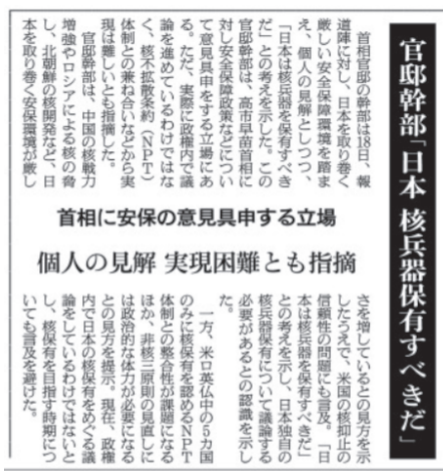 官邸幹部「日本 核兵器保有すべきだ」
首相に安保の意見具申する立場
個人の見解 実現困難とも指摘
首相官邸の幹部は18日、報
道陣に対し、日本を取り巻く
厳しい安全保障環境を踏ま
え、個人の見解としつつ、
「日本は核兵器を保有すべき
だ」との考えを示した。この
官邸幹部は、高市早苗首相に
対し安全保障政策などについ
て意見具申をする立場にあ
る。ただ、実際に政権内で議
論を進めているわけではな
く、核不拡散条約（NPT）
体制との兼ね合いなどから実
現は難しいとも指摘した。
官邸幹部は、中国の核戦力
増強やロシアによる核の脅
し、北朝鮮の核開発など、日
本を取り巻く安保環境が厳し
さを増しているとの見方を示
したうえで、米国の核抑止の
信頼性の問題にも言及。「日
本は核兵器を保有すべきだ」
との考えを示し、日本独自の
核兵器保有について議論する
必要があるとの認識を示し
た。
一方、米ロ英仏中の5カ国
のみに核保有を認めるNPT
体制との整合性が課題になる
ほか、非核三原則の見直しに
は政治的な体力が必要になる
との見方を提示。現在、政権
内で日本の核保有をめぐる議
論をしているわけではないと
し、核保有を目指す時期につ
いても言及を避けた。